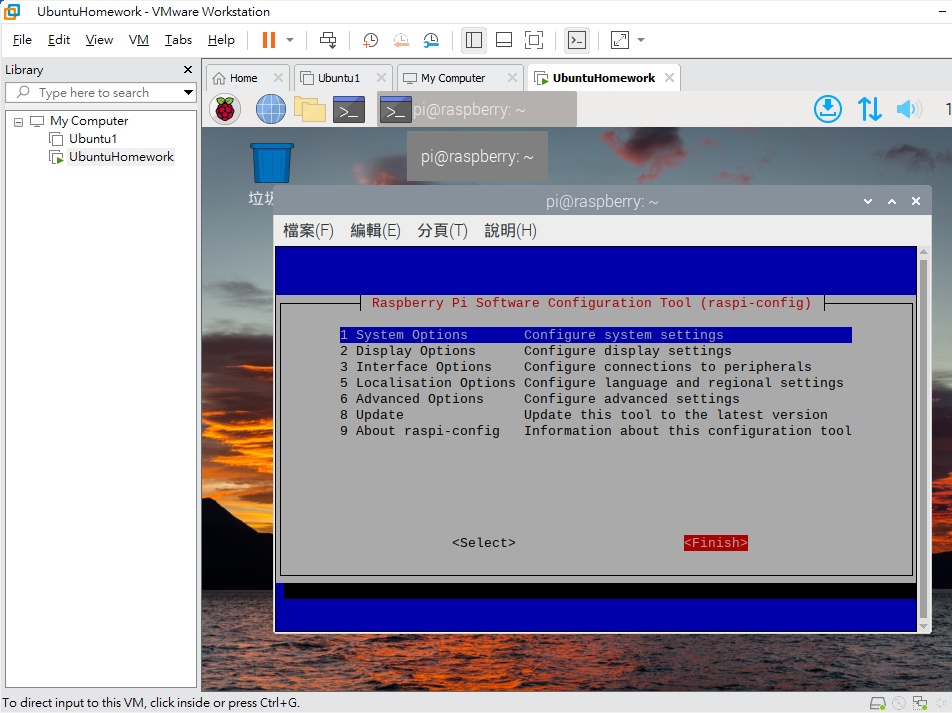 UbuntuHomework - VMware Workstation
File Edit View VM Tabs Help
Library
Type here to search
My Computer
Ubuntu1
UbuntuHomework
Home Ubuntu1 My Computer UbuntuHomework
pi@raspberry: ~
pi@raspberry: ~
pi@raspberry: ~
檔案(F) 編輯(E) 分頁(T) 說明(H)
Raspberry Pi Software Configuration Tool (raspi-config)
1 System Options Configure system settings
2 Display Options Configure display settings
3 Interface Options Configure connections to peripherals
5 Localisation Options Configure language and regional settings
6 Advanced Options Configure advanced settings
8 Update Update this tool to the latest version
9 About raspi-config Information about this configuration tool
<Select> <Finish>
To direct input to this VM, click inside or press Ctrl+G.